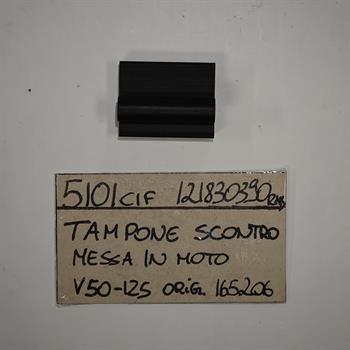 5101 CIF 121830390 RMS
TAMPONE SCONTRO
MESSA IN MOTO
V50-125 ORIG. 165206